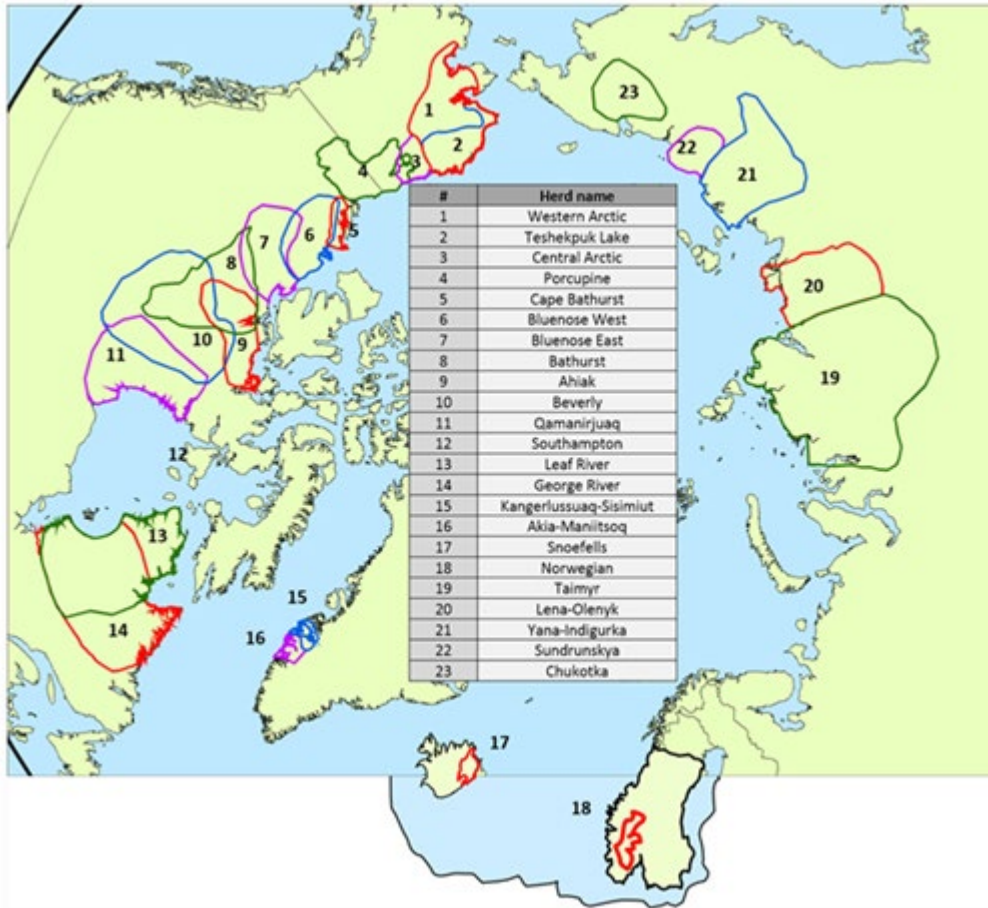 1
23
2
22
3
4
21
# Herd name
1 Western Arctic
2 Teshekpuk Lake
3 Central Arctic
4 Porcupine
5 Cape Bathurst
6 Bluenose West
7 Bluenose East
8 Bathurst
9 Ahiak
10 Beverly
11 Qamanirjuaq
12 Southampton
13 Leaf River
14 George River
15 Kangerlussuaq-Sisimiut
16 Akia-Maniitsoq
17 Snoefells
18 Norwegian
19 Taimyr
20 Lena-Olenyk
21 Yana-Indigurka
22 Sundrunskya
23 Chukotka
5
6
7
8
20
10
9
11
19
12
13
14
15
16
17
18